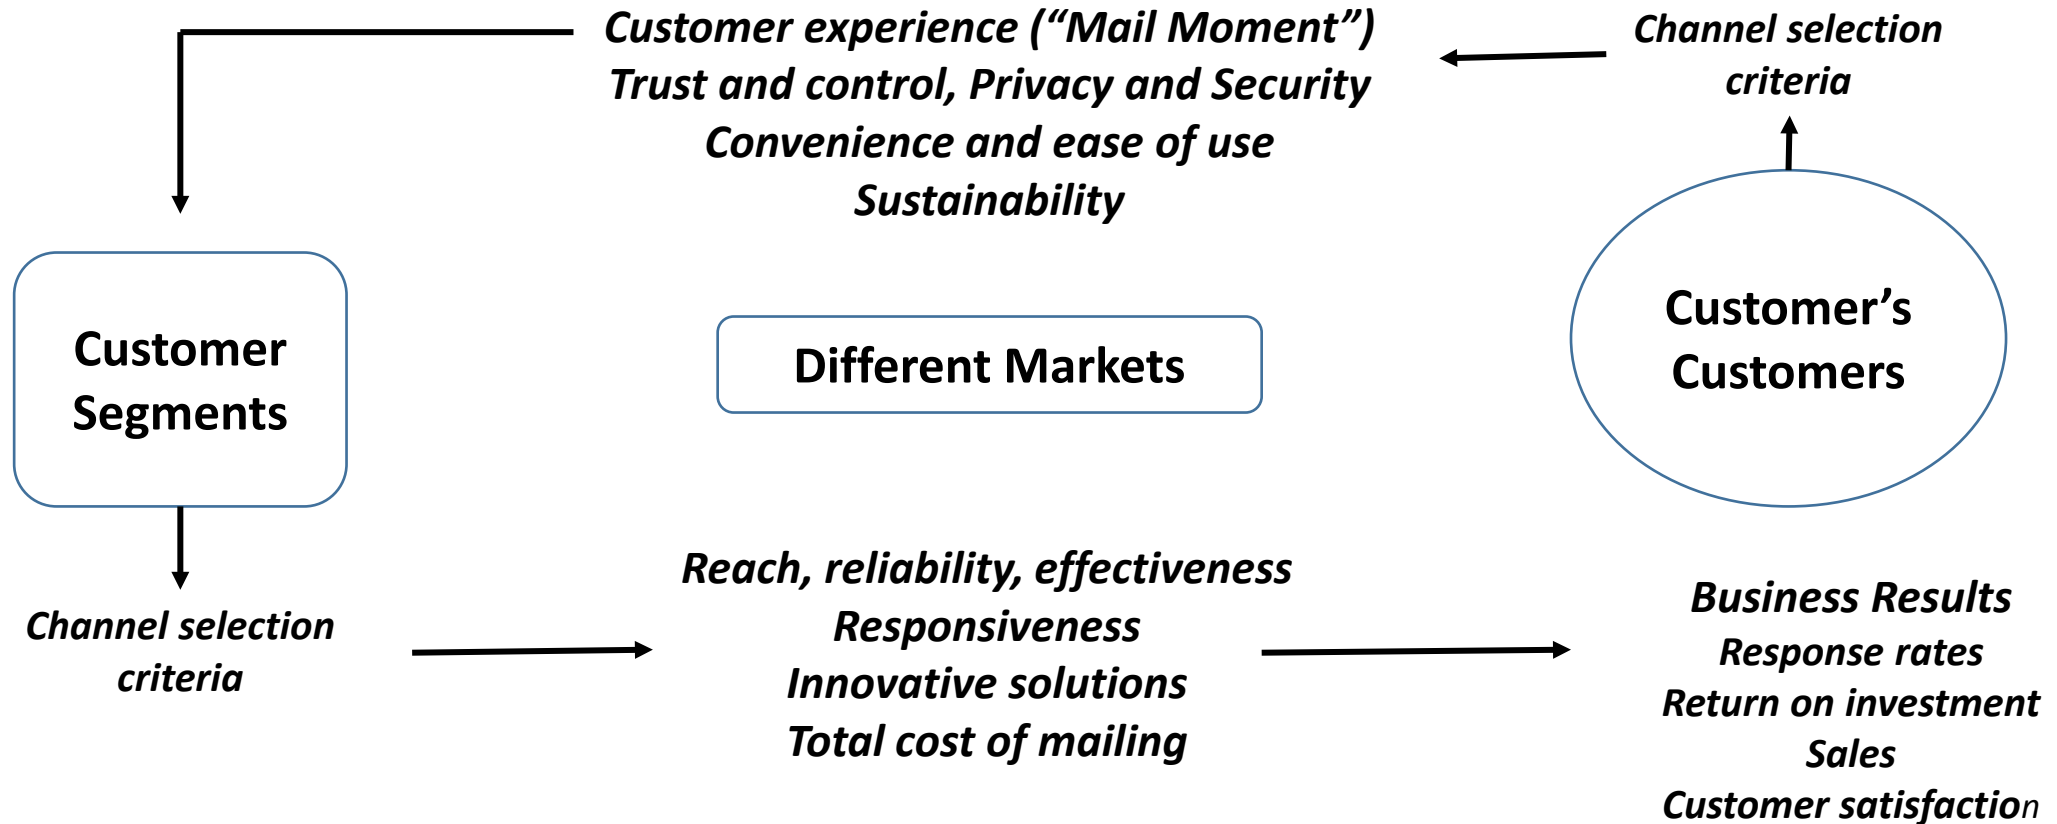 Customer experience (“Mail Moment”)
Trust and control, Privacy and Security
Convenience and ease of use
Sustainability
Channel selection
criteria
Customer
Segments
Different Markets
Customer’s
Customers
Channel selection
criteria
Reach, reliability, effectiveness
Responsiveness
Innovative solutions
Total cost of mailing
Business Results
Response rates
Return on investment
Sales
Customer satisfaction